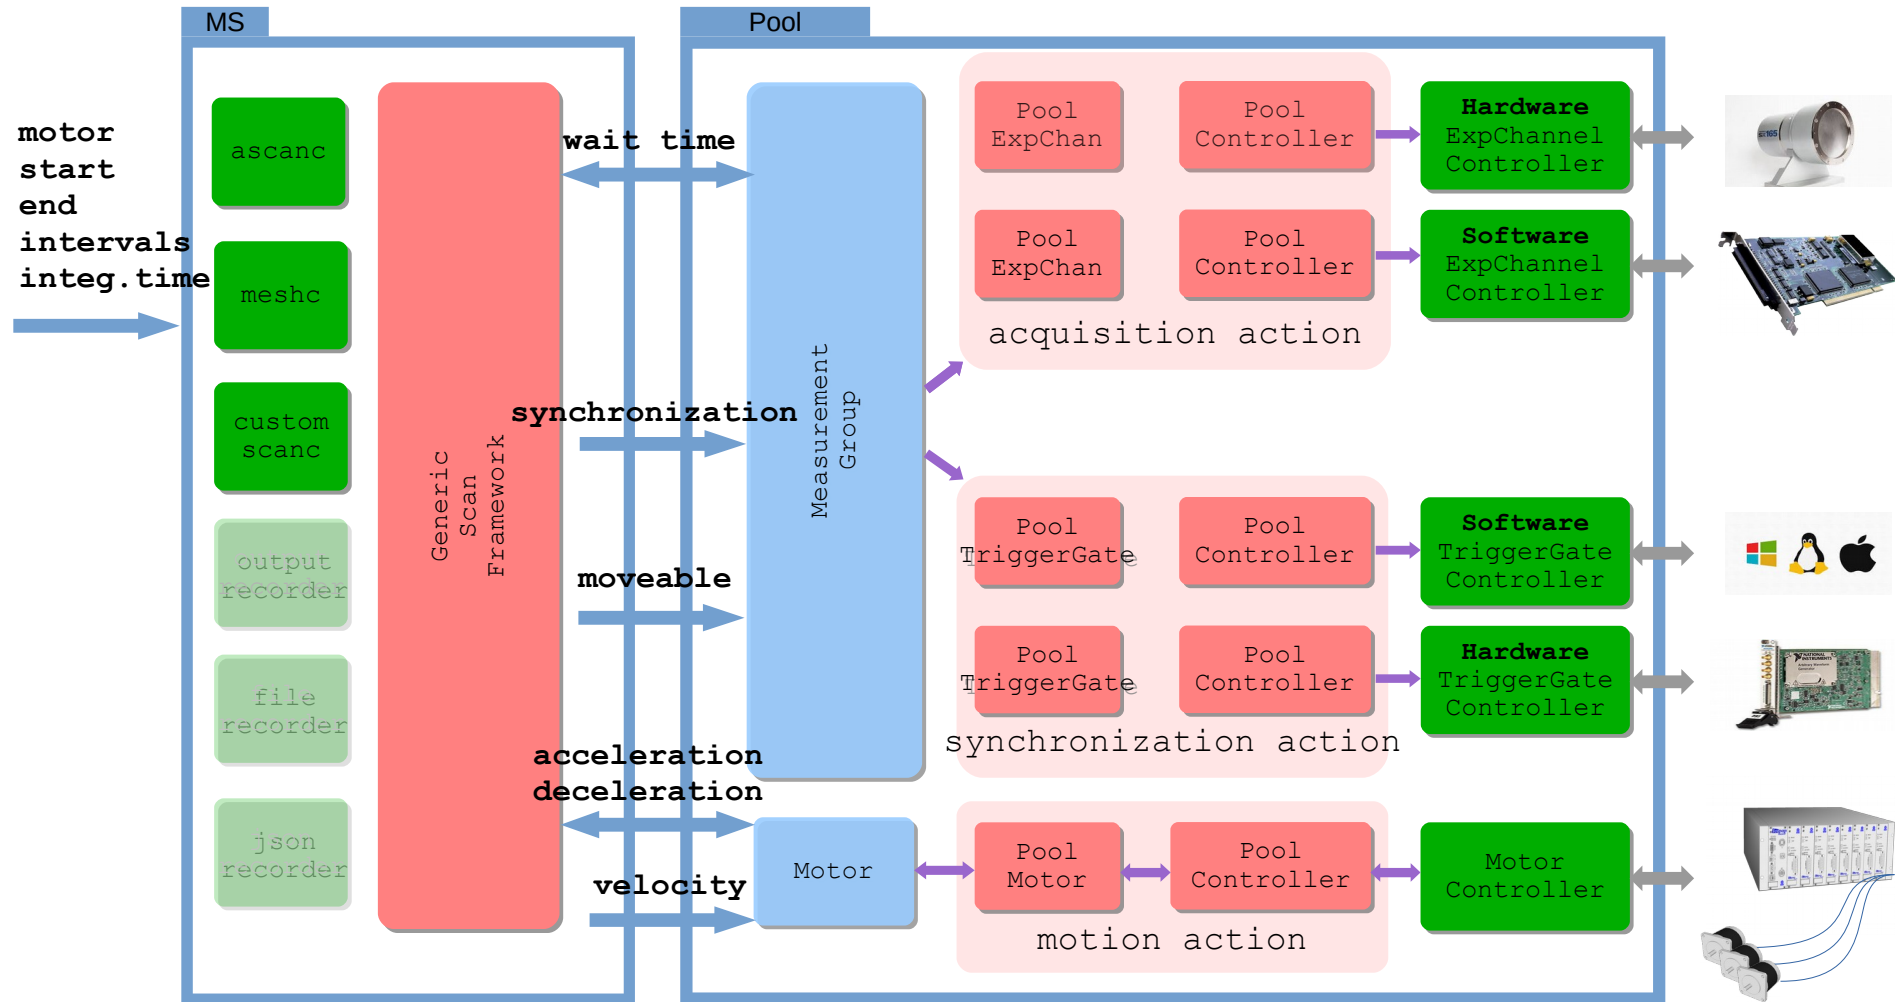 MS
Pool
motor
start
end
intervals
integ.time
ascanc
meshc
custom
scanc
output
recorder
file
recorder
json
recorder
Generic
Scan
Framework
wait time
synchronization
moveable
acceleration
deceleration
velocity
Measurement
Group
Motor
Pool
ExpChan
Pool
Controller
Hardware
ExpChannel
Controller
Pool
ExpChan
Pool
Controller
Software
ExpChannel
Controller
acquisition action
Pool
TriggerGate
Pool
Controller
Software
TriggerGate
Controller
Pool
TriggerGate
Pool
Controller
Hardware
TriggerGate
Controller
synchronization action
Pool
Motor
Pool
Controller
Motor
Controller
motion action
NATIONAL
INSTRUMENTS